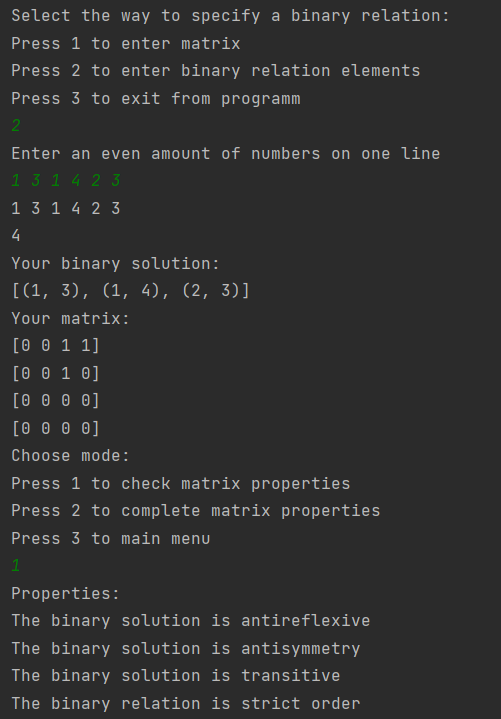 Select the way to specify a binary relation:
Press 1 to enter matrix
Press 2 to enter binary relation elements
Press 3 to exit from programm
2
Enter an even amount of numbers on one line
1 3 1 4 2 3
1 3 1 4 2 3
4
Your binary solution:
[(1, 3), (1, 4), (2, 3)]
Your matrix:
[0 0 1 1]
[0 0 1 0]
[0 0 0 0]
[0 0 0 0]
Choose mode:
Press 1 to check matrix properties
Press 2 to complete matrix properties
Press 3 to main menu
1
Properties:
The binary solution is antireflexive
The binary solution is antisymmetry
The binary solution is transitive
The binary relation is strict order